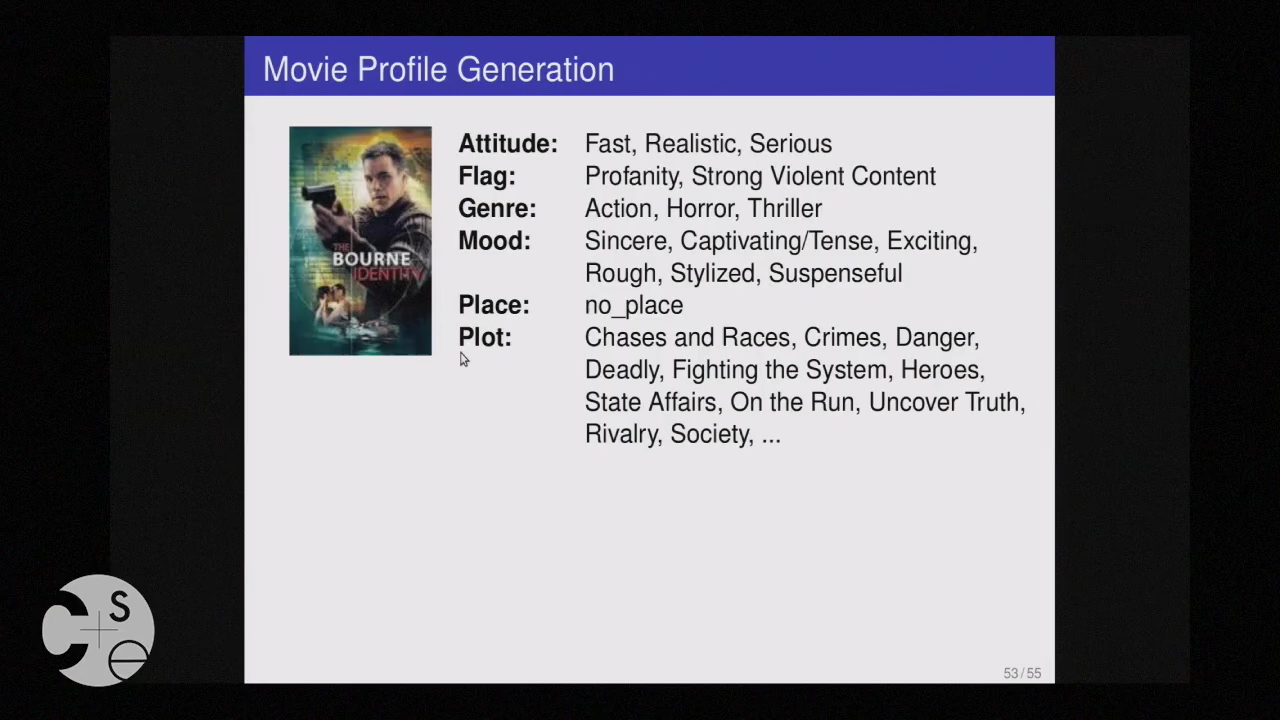 Movie Profile Generation
THE
BOURNE
IDENTITY
Attitude: Fast, Realistic, Serious
Flag: Profanity, Strong Violent Content
Genre: Action, Horror, Thriller
Mood: Sincere, Captivating/Tense, Exciting,
Rough, Stylized, Suspenseful
Place: no_place
Plot: Chases and Races, Crimes, Danger,
Deadly, Fighting the System, Heroes,
State Affairs, On the Run, Uncover Truth,
Rivalry, Society, ...
53/55
C s e